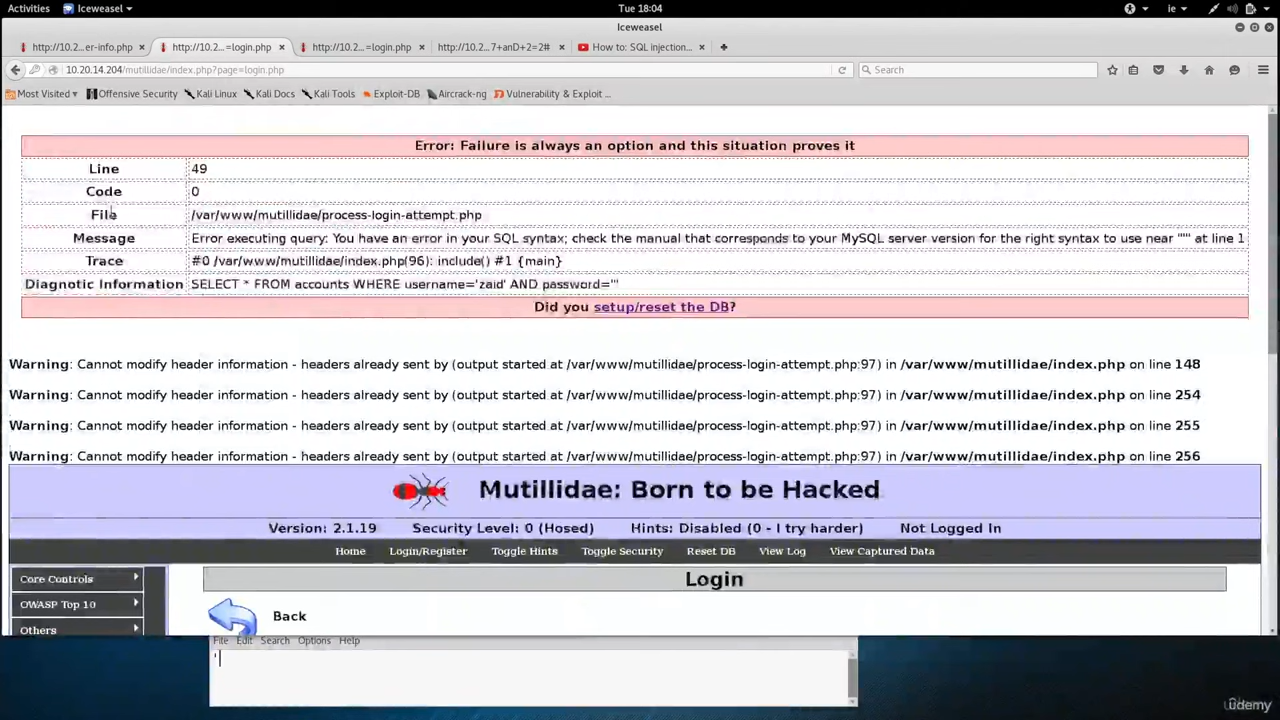 Activities Iceweasel Tue 18:04 ie
Iceweasel
http://10.2...er-info.php × http://10.2...=login.php × http://10.2...=login.php × http://10.2...7+anD+2=2# × How to: SQL injection... ×
10.20.14.204/mutillidae/index.php?page=login.php Search
Most Visited Offensive Security Kali Linux Kali Docs Kali Tools Exploit-DB Aircrack-ng Vulnerability & Exploit ...
Error: Failure is always an option and this situation proves it
Line 49
Code 0
File /var/www/mutillidae/process-login-attempt.php
Message Error executing query: You have an error in your SQL syntax; check the manual that corresponds to your MySQL server version for the right syntax to use near ''''' at line 1
Trace #0 /var/www/mutillidae/index.php(96): include() #1 {main}
Diagnostic Information SELECT * FROM accounts WHERE username='zaid' AND password='''
Did you setup/reset the DB?
Warning: Cannot modify header information - headers already sent by (output started at /var/www/mutillidae/process-login-attempt.php:97) in /var/www/mutillidae/index.php on line 148
Warning: Cannot modify header information - headers already sent by (output started at /var/www/mutillidae/process-login-attempt.php:97) in /var/www/mutillidae/index.php on line 254
Warning: Cannot modify header information - headers already sent by (output started at /var/www/mutillidae/process-login-attempt.php:97) in /var/www/mutillidae/index.php on line 255
Warning: Cannot modify header information - headers already sent by (output started at /var/www/mutillidae/process-login-attempt.php:97) in /var/www/mutillidae/index.php on line 256
Mutillidae: Born to be Hacked
Version: 2.1.19 Security Level: 0 (Hosed) Hints: Disabled (0 - I try harder) Not Logged In
Home Login/Register Toggle Hints Toggle Security Reset DB View Log View Captured Data
Core Controls
OWASP Top 10
Others
Login
Back
File Edit Search Options Help
'
udemy